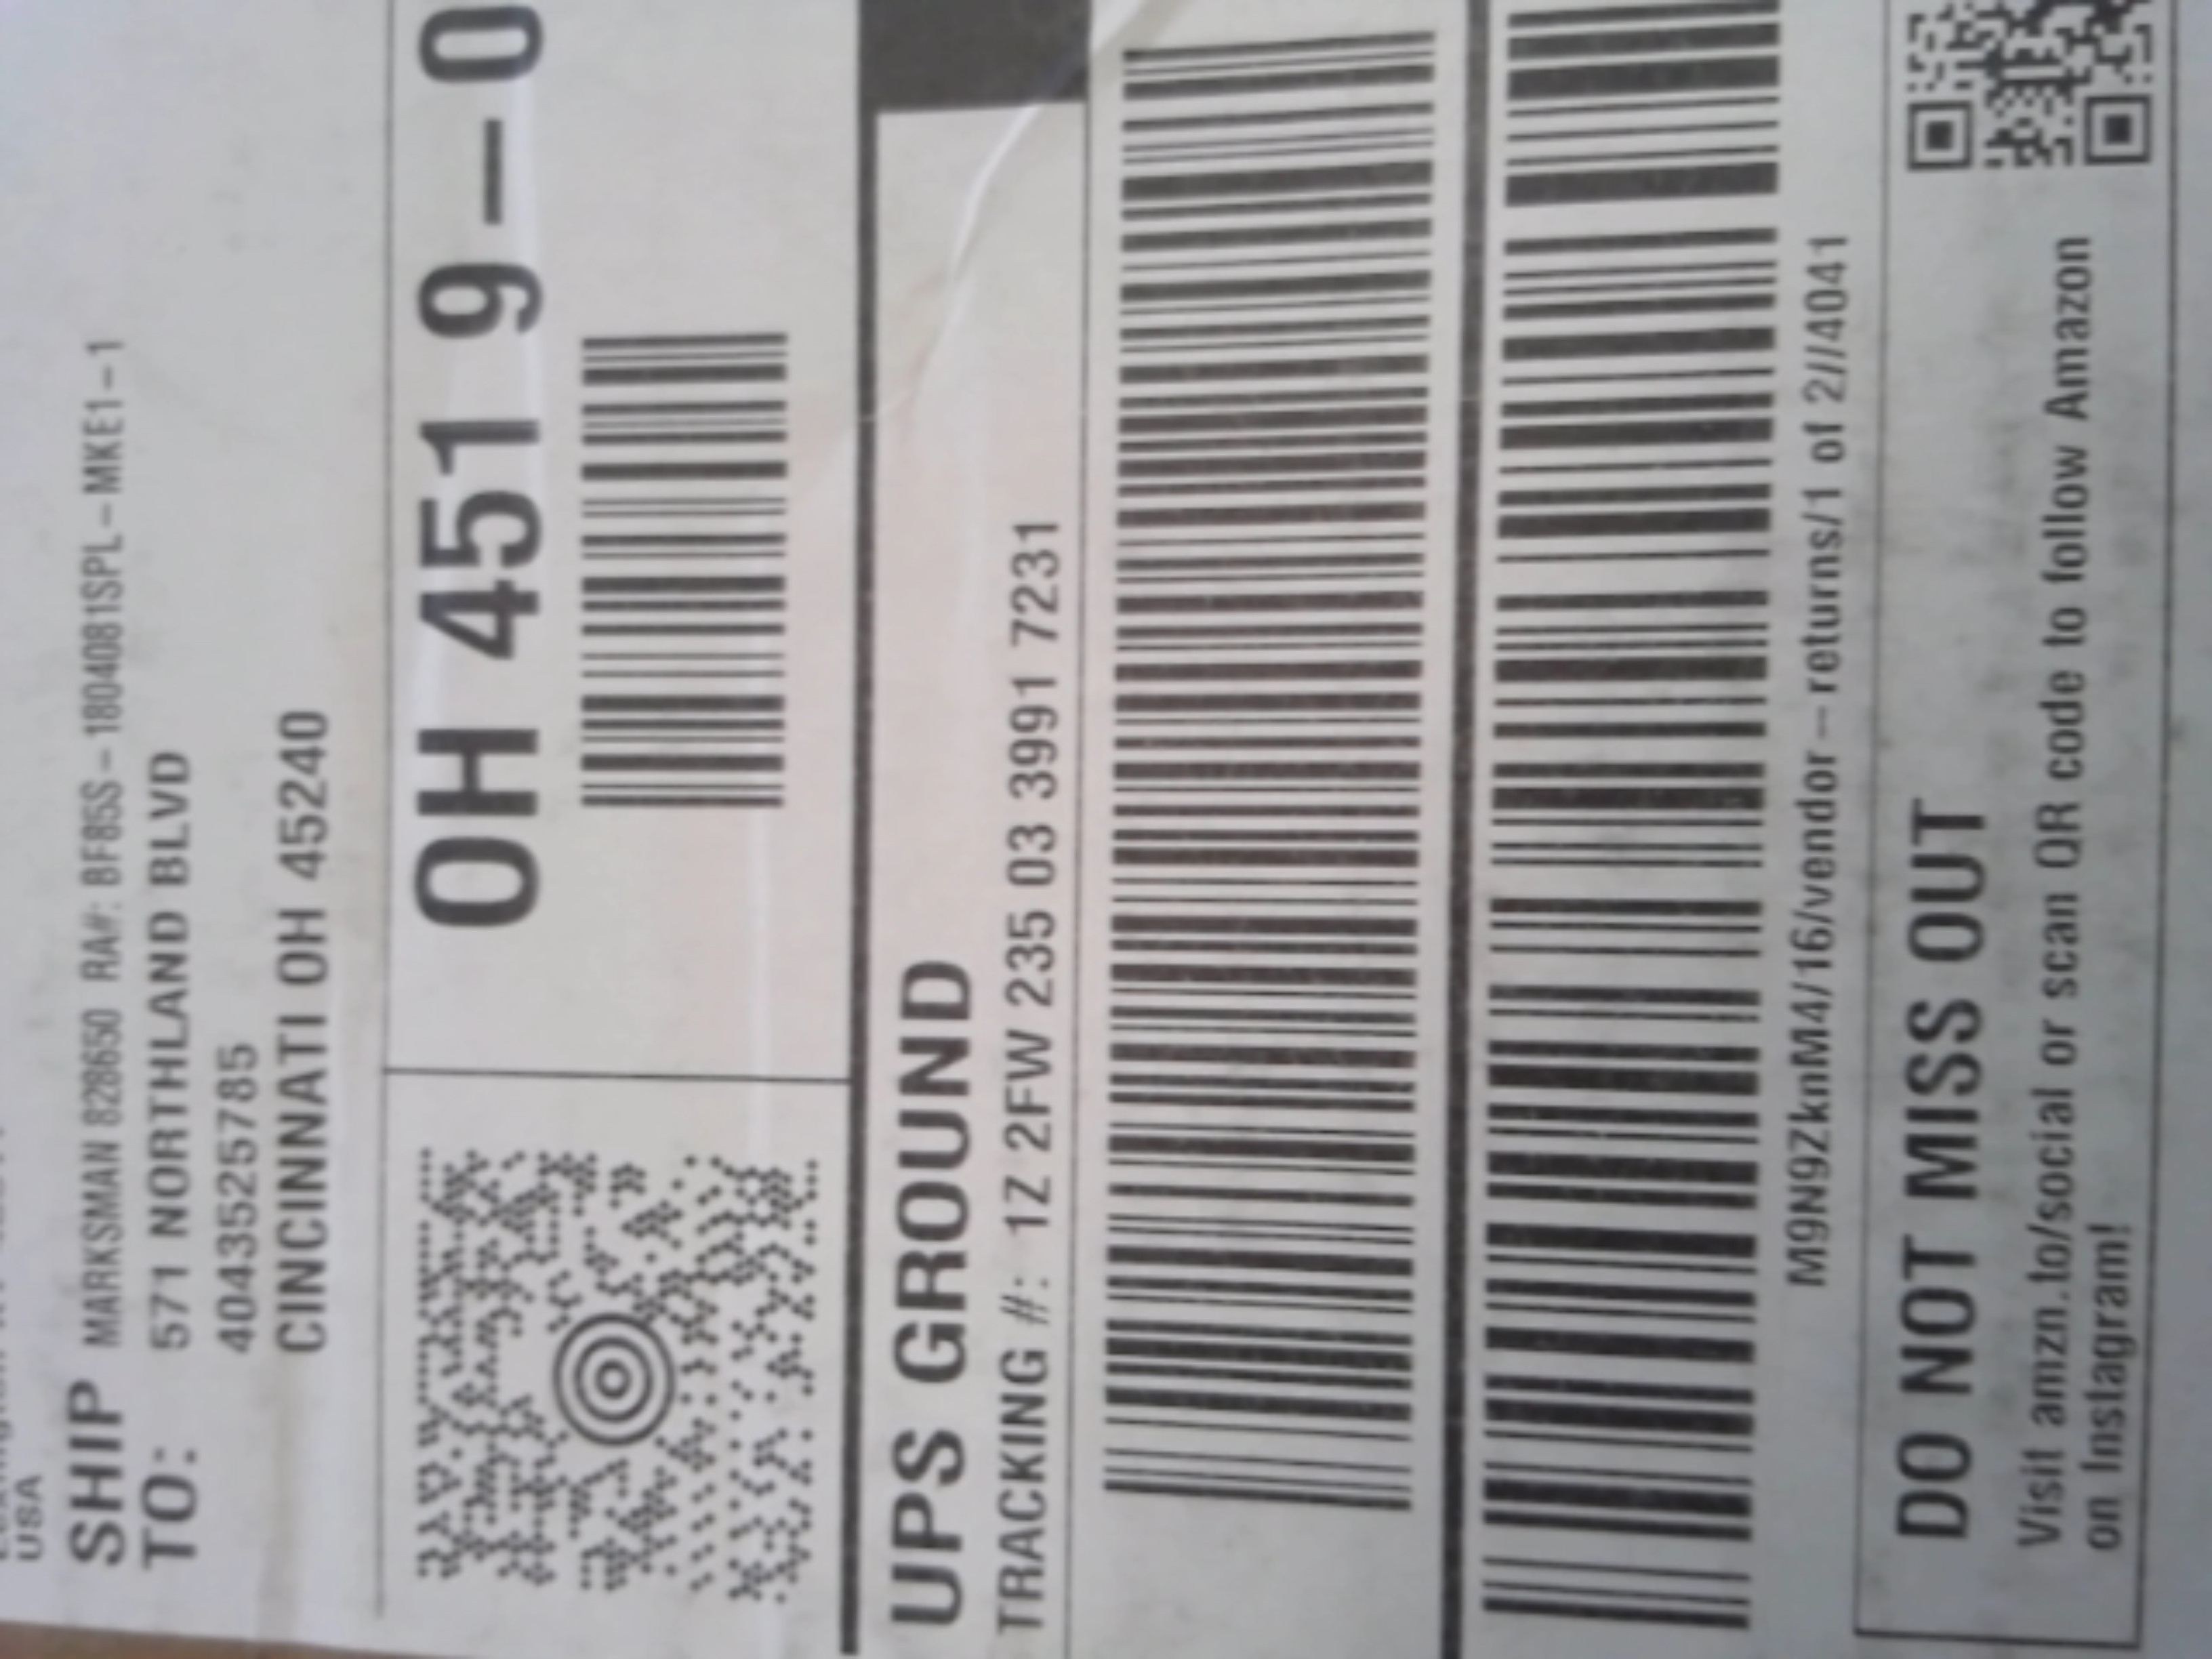 USA
SHIP TO:
MARKSMAN 828650 RA#: BF85S-1804081SPL-MKE1-1
571 NORTHLAND BLVD
4043525785
CINCINNATI OH 45240
OH 451 9-0
UPS GROUND
TRACKING #: 1Z 2FW 235 03 3991 7231
M9N9ZknM4/16/vendor-returns/1 of 2//4041
DO NOT MISS OUT
Visit amzn.to/social or scan QR code to follow Amazon
on Instagram!